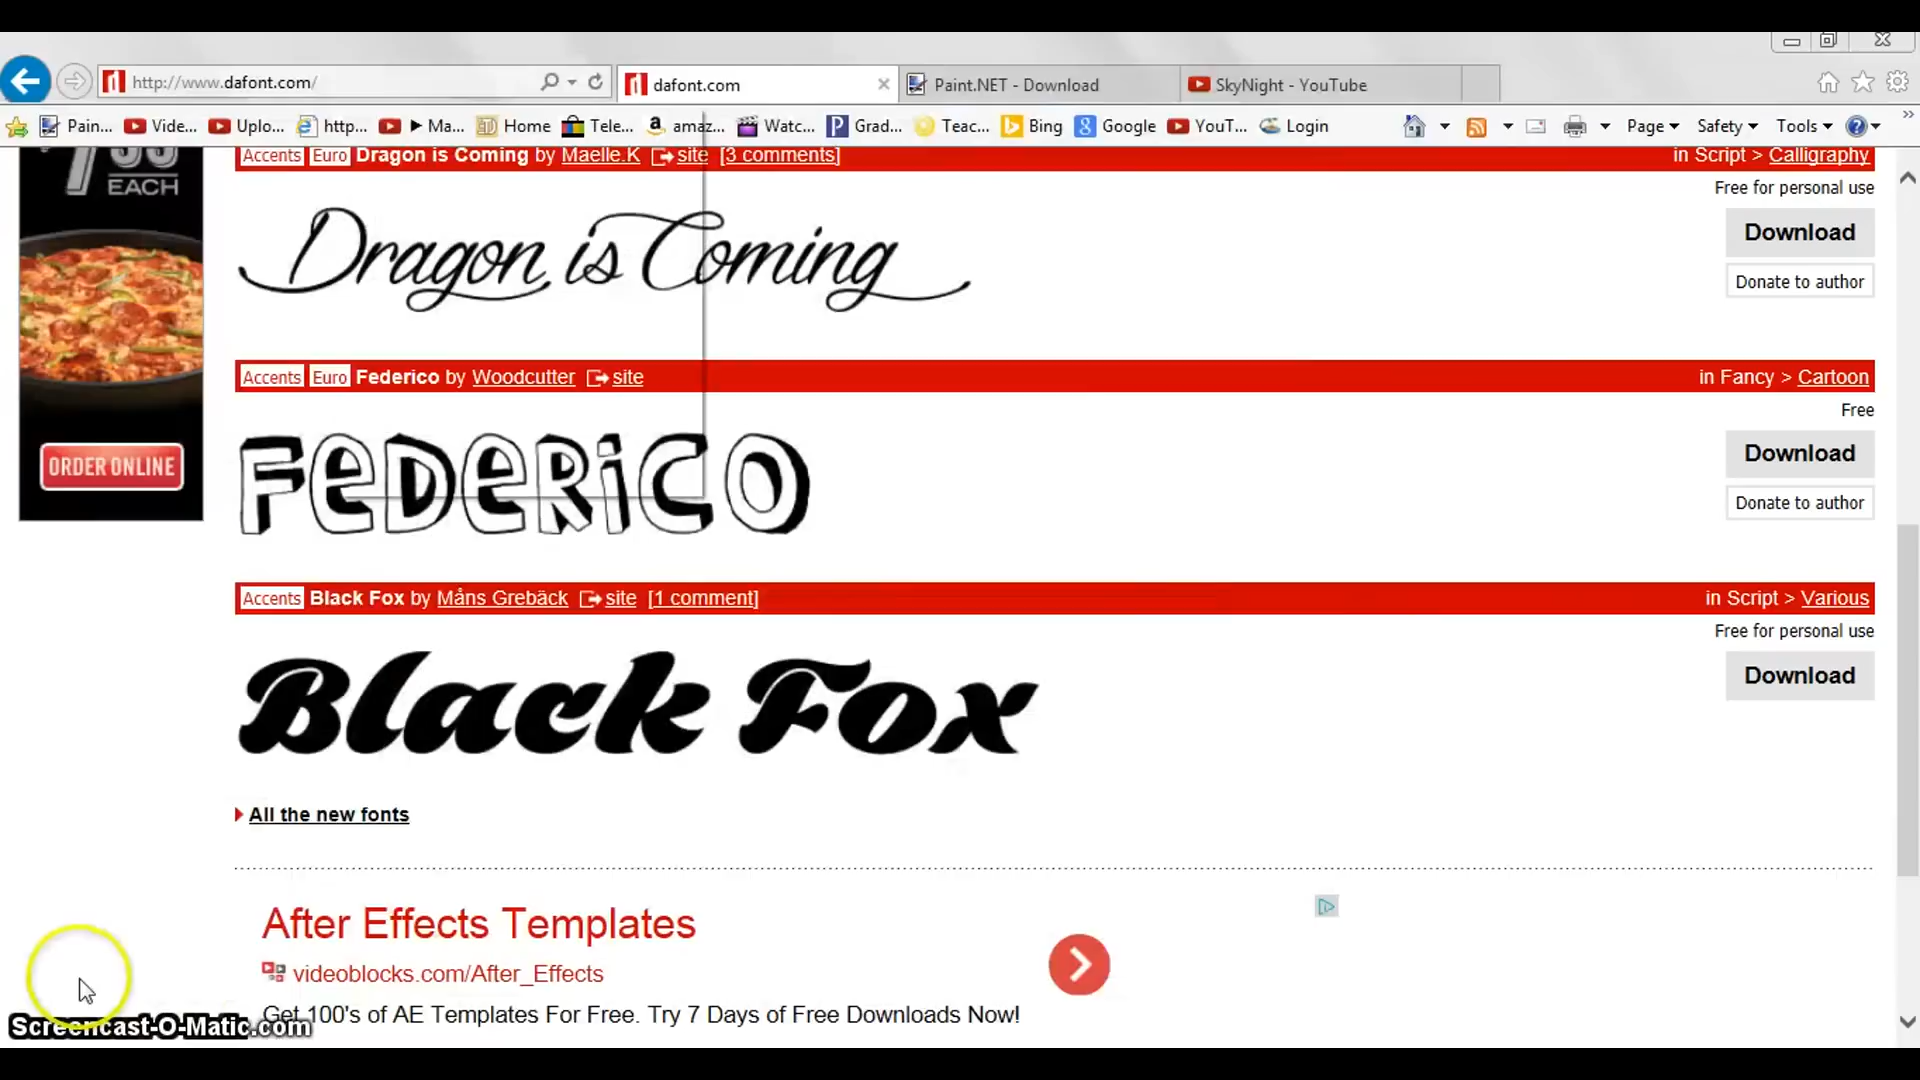 http://www.dafont.com/
dafont.com
Paint.NET - Download
SkyNight - YouTube
Pain...
Vide...
Uplo...
http...
Ma...
Home
Tele...
amaz...
Watc...
Grad...
Teac...
Bing
Google
YouT...
Login
Page
Safety
Tools
EACH
ORDER ONLINE
Accents Euro Dragon is Coming by Maelle.K site [3 comments]
in Script > Calligraphy
Free for personal use
Dragon is Coming
Download
Donate to author
Accents Euro Federico by Woodcutter site
in Fancy > Cartoon
Free
FeDeRiCO
Download
Donate to author
Accents Black Fox by Måns Grebäck site [1 comment]
in Script > Various
Free for personal use
Black Fox
Download
All the new fonts
After Effects Templates
videoblocks.com/After_Effects
Get 100's of AE Templates For Free. Try 7 Days of Free Downloads Now!
Screencast-O-Matic.com